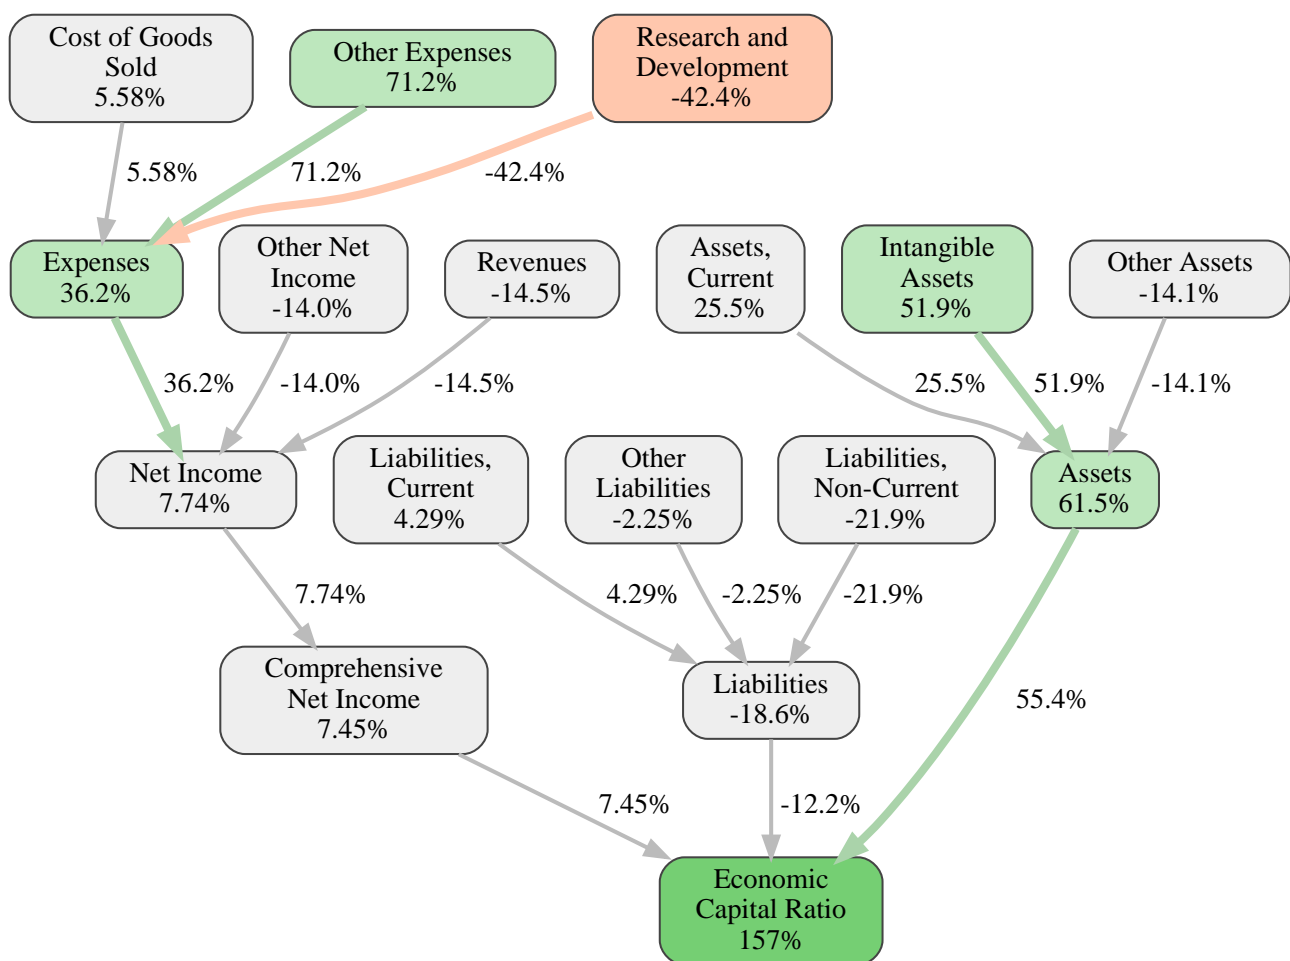 Cost of Goods
Sold
5.58%
Other Expenses
71.2%
Research and
Development
-42.4%
5.58%
71.2%
-42.4%
Expenses
36.2%
Other Net
Income
-14.0%
Revenues
-14.5%
Assets,
Current
25.5%
Intangible
Assets
51.9%
Other Assets
-14.1%
36.2%
-14.0%
-14.5%
25.5%
51.9%
-14.1%
Net Income
7.74%
Liabilities,
Current
4.29%
Other
Liabilities
-2.25%
Liabilities,
Non-Current
-21.9%
Assets
61.5%
7.74%
4.29%
-2.25%
-21.9%
Comprehensive
Net Income
7.45%
Liabilities
-18.6%
55.4%
7.45%
-12.2%
Economic
Capital Ratio
157%